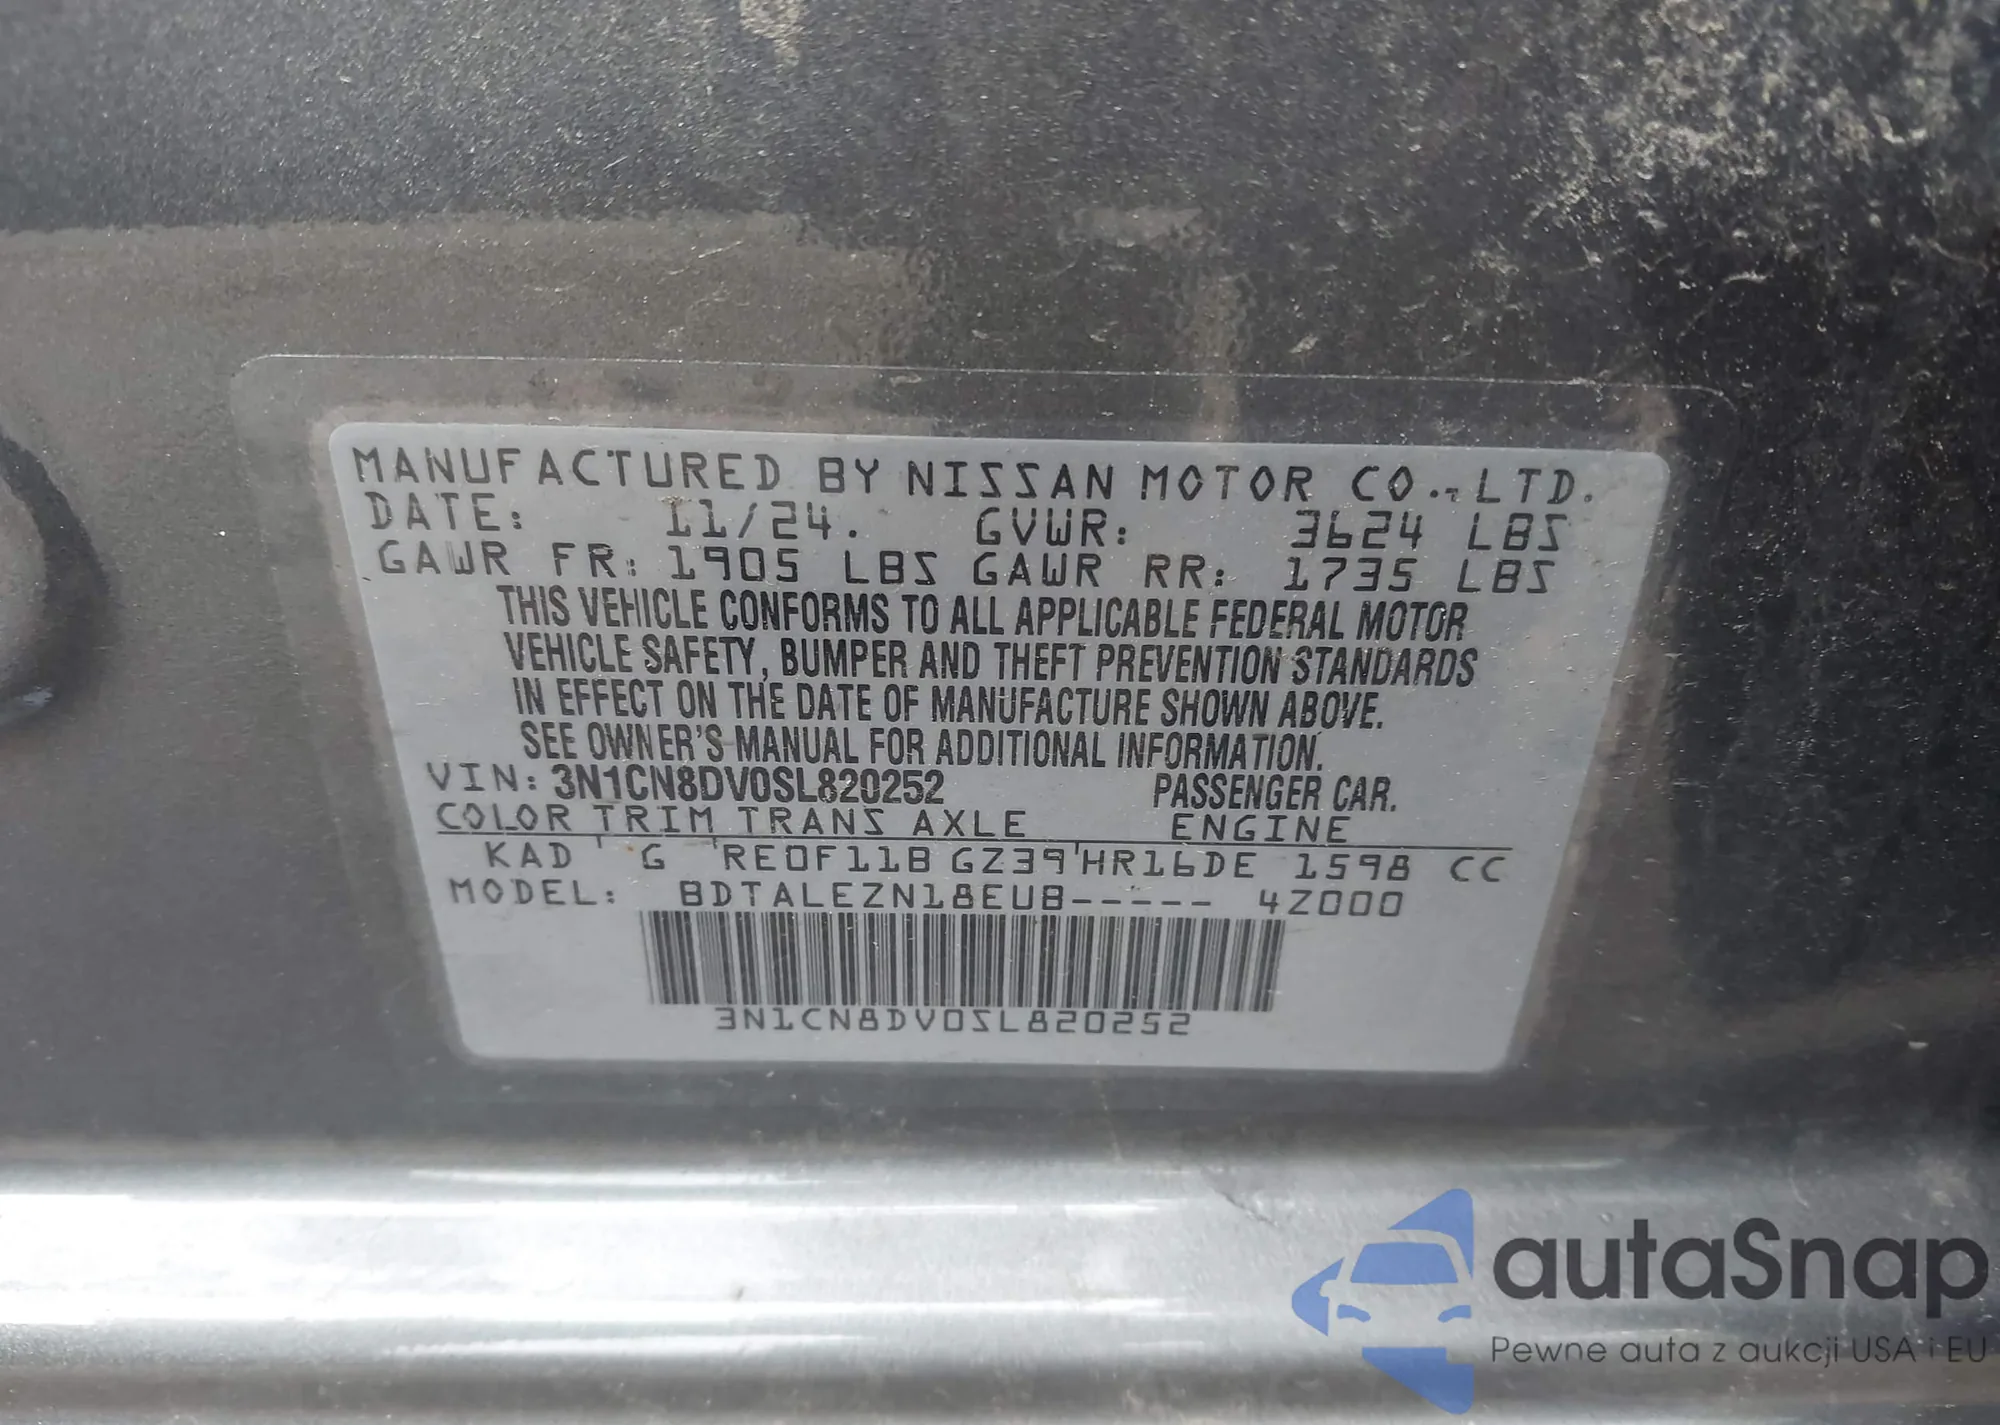 MANUFACTURED BY NISSAN MOTOR CO., LTD.
DATE: 11/24. GVWR: 3624 LBS
GAWR FR: 1905 LBS GAWR RR: 1735 LBS
THIS VEHICLE CONFORMS TO ALL APPLICABLE FEDERAL MOTOR
VEHICLE SAFETY, BUMPER AND THEFT PREVENTION STANDARDS
IN EFFECT ON THE DATE OF MANUFACTURE SHOWN ABOVE.
SEE OWNER'S MANUAL FOR ADDITIONAL INFORMATION.
VIN: 3N1CN8DV0SL820252 PASSENGER CAR.
COLOR TRIM TRANS AXLE ENGINE
KAD G RE0F11B GZ39 HR16DE 1598 CC
MODEL: BDTALEZN18EUB----- 4Z000
3N1CN8DV0SL820252
autaSnap
Pewne auta z aukcji USA i EU